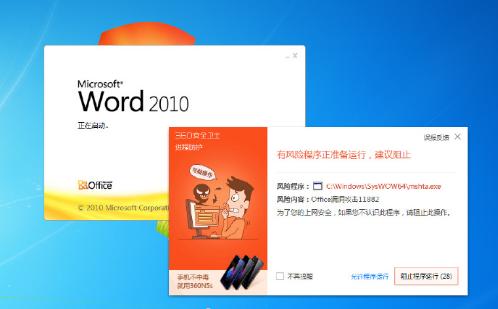 Microsoft®
Word 2010
正在启动。
Office
© 2010 Microsoft Corporati
360安全卫士
进程防护
误报反馈
有风险程序正准备运行，建议阻止
风险程序： C:\Windows\SysWOW64\mshta.exe
风险内容：Office漏洞攻击11882
为了您的上网安全，如果您不认识此程序，请阻止此操作。
手机不中毒
就用360N5s
不再提醒
允许程序运行
阻止程序运行 (28)